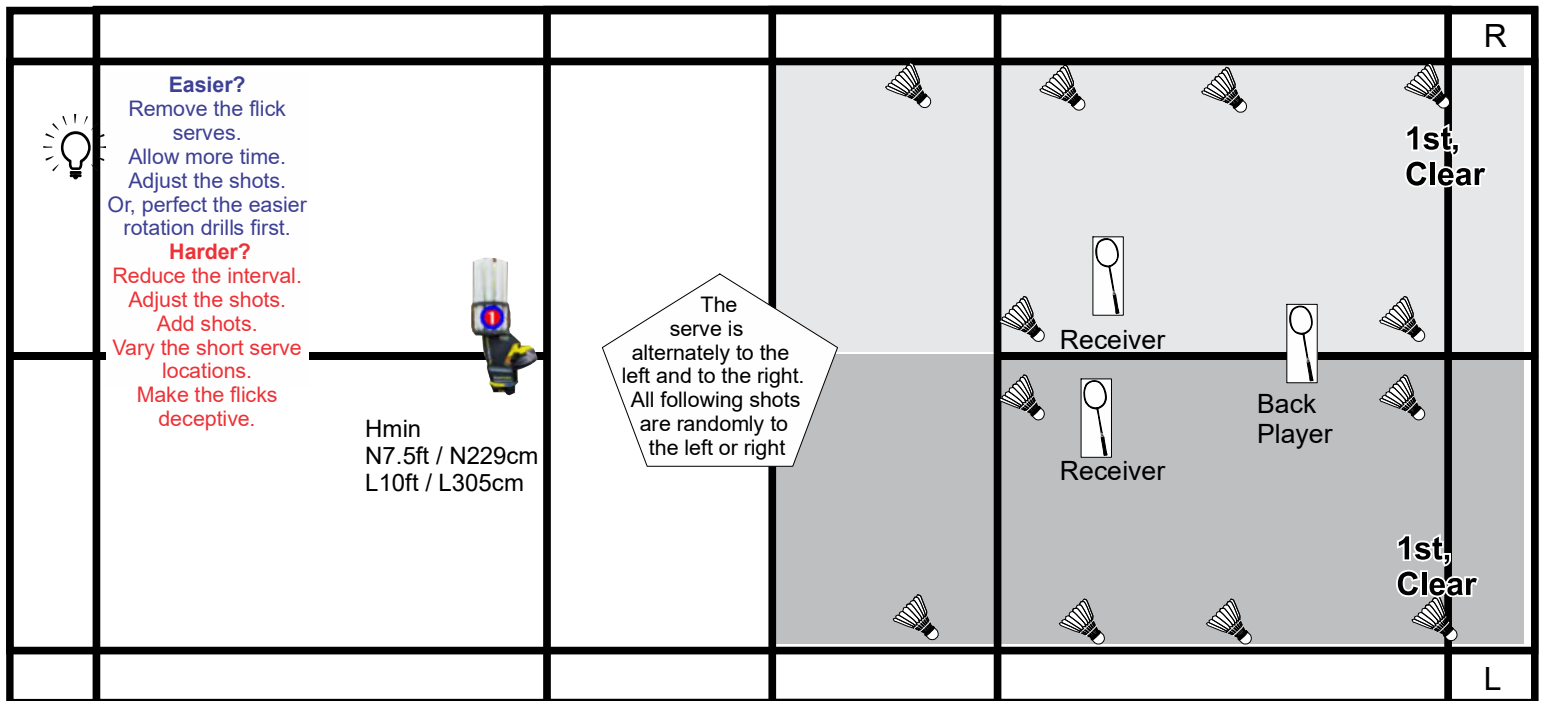 R
Easier?
Remove the flick
serves.
Allow more time.
Adjust the shots.
Or, perfect the easier
rotation drills first.
Harder?
Reduce the interval.
Adjust the shots.
Add shots.
Vary the short serve
locations.
Make the flicks
deceptive.
1
Hmin
N7.5ft / N229cm
L10ft / L305cm
The
serve is
alternately to the
left and to the right.
All following shots
are randomly to
the left or right
Receiver
Receiver
Back
Player
1st,
Clear
1st,
Clear
L